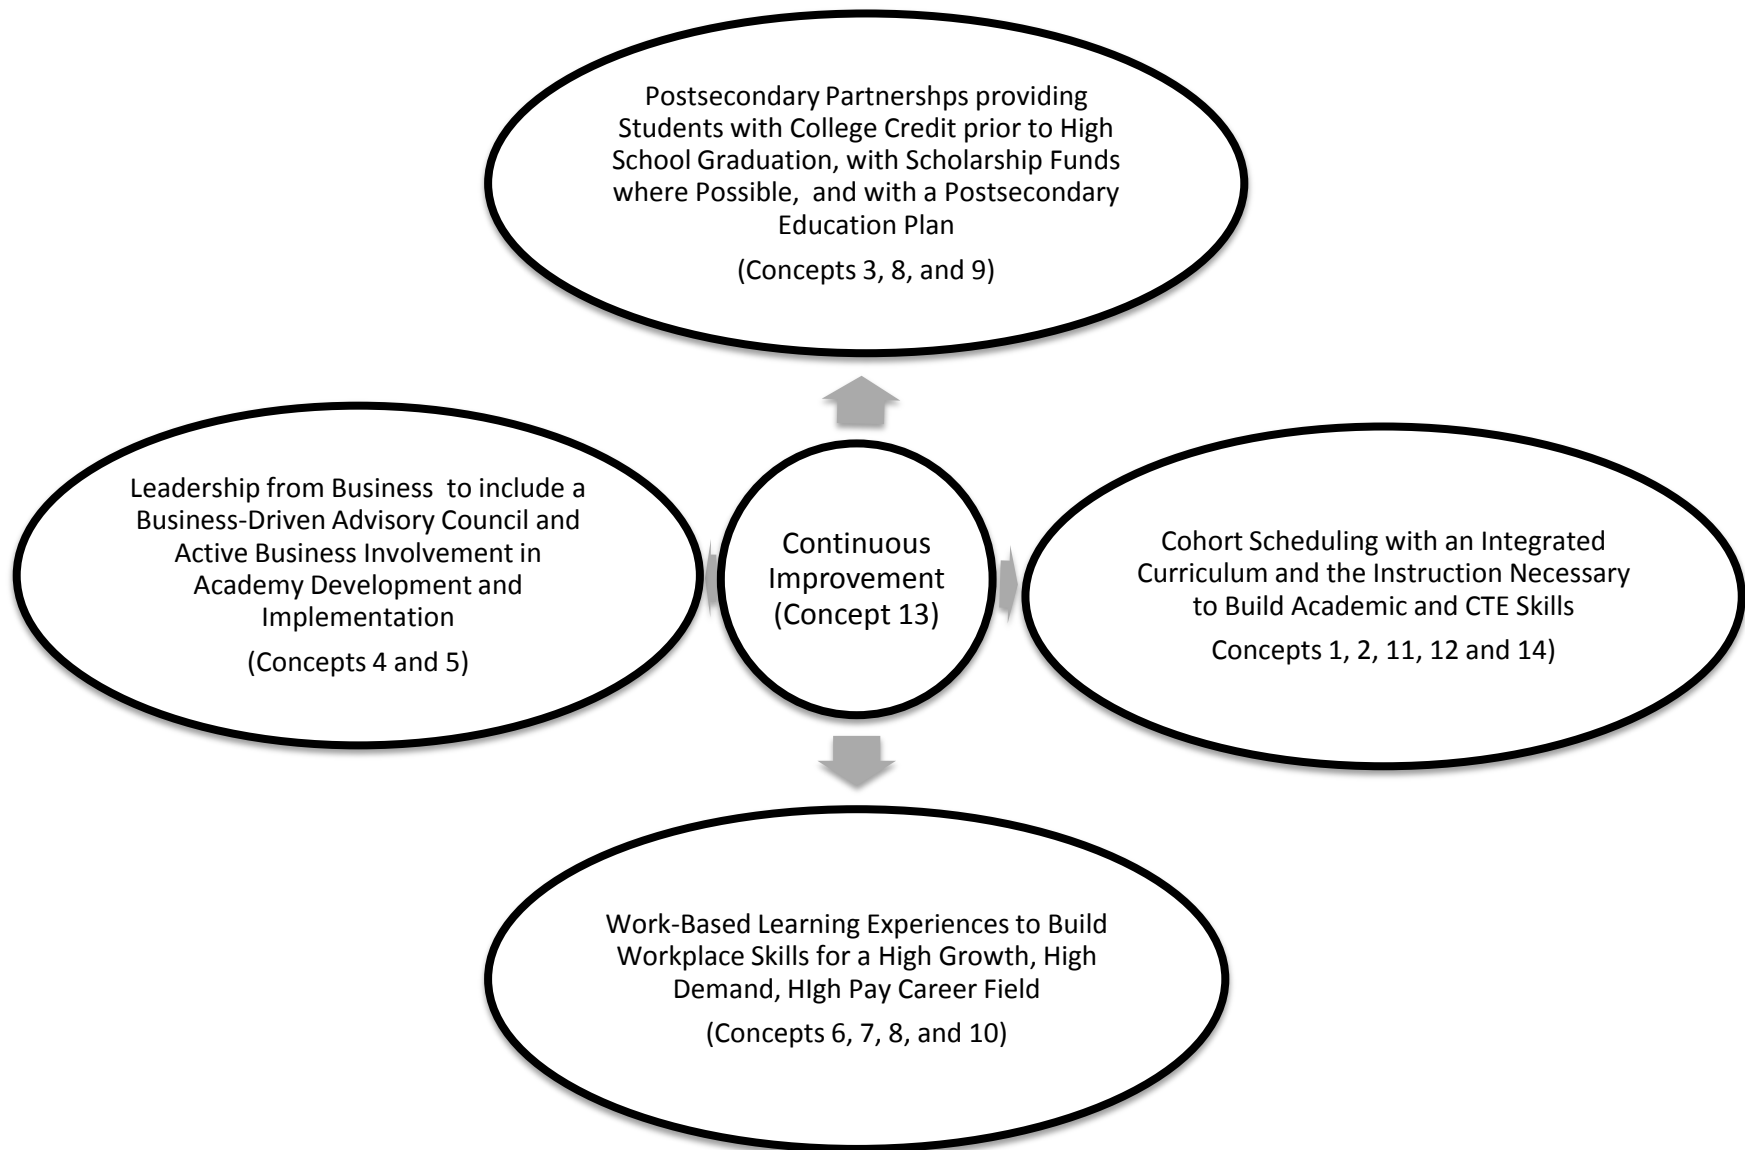 Postsecondary Partnershps providing
Students with College Credit prior to High
School Graduation, with Scholarship Funds
where Possible,  and with a Postsecondary
Education Plan
(Concepts 3, 8, and 9)
Leadership from Business  to include a
Business-Driven Advisory Council and
Active Business Involvement in
Academy Development and
Implementation
(Concepts 4 and 5)
Continuous
Improvement
(Concept 13)
Cohort Scheduling with an Integrated
Curriculum and the Instruction Necessary
to Build Academic and CTE Skills
Concepts 1, 2, 11, 12 and 14)
Work-Based Learning Experiences to Build
Workplace Skills for a High Growth, High
Demand, HIgh Pay Career Field
(Concepts 6, 7, 8, and 10)